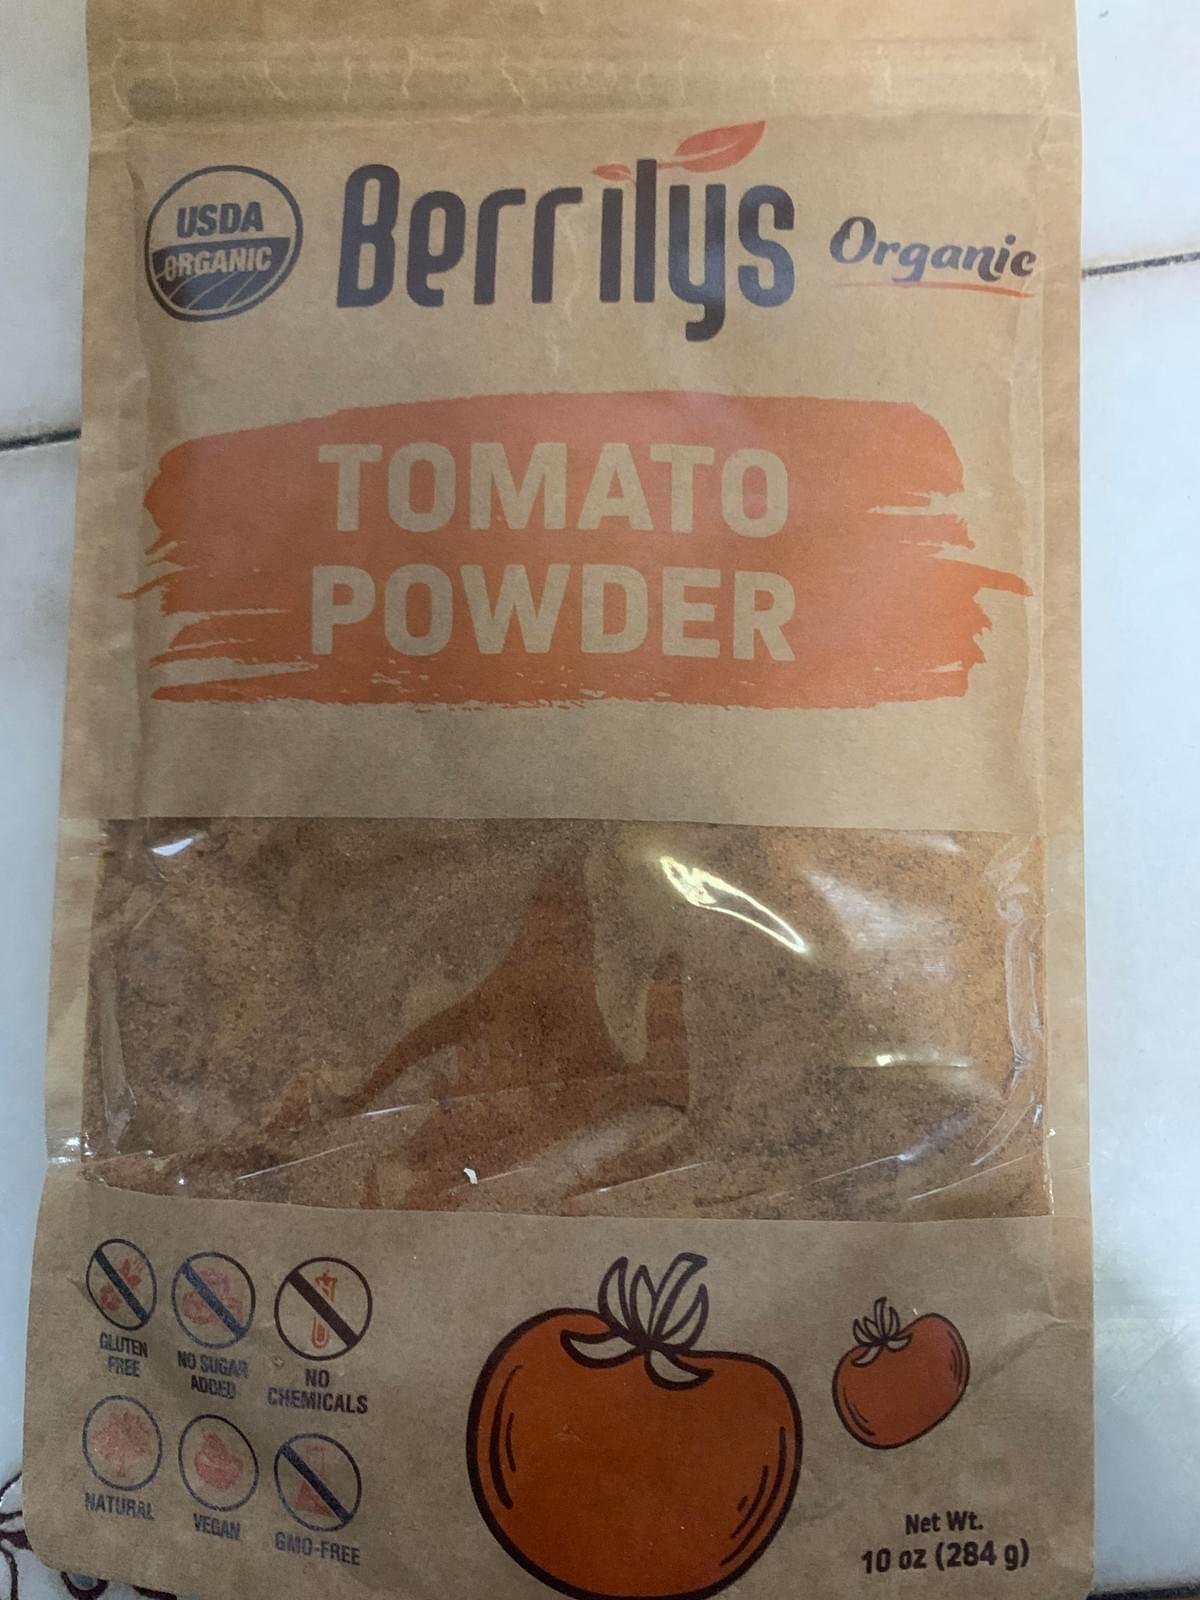 USDA
ORGANIC
Berrilys
Organic
TOMATO
POWDER
GLUTEN
FREE
NO SUGAR
ADDED
NO
CHEMICALS
NATURAL
VEGAN
GMO-FREE
Net Wt.
10 oz (284 g)